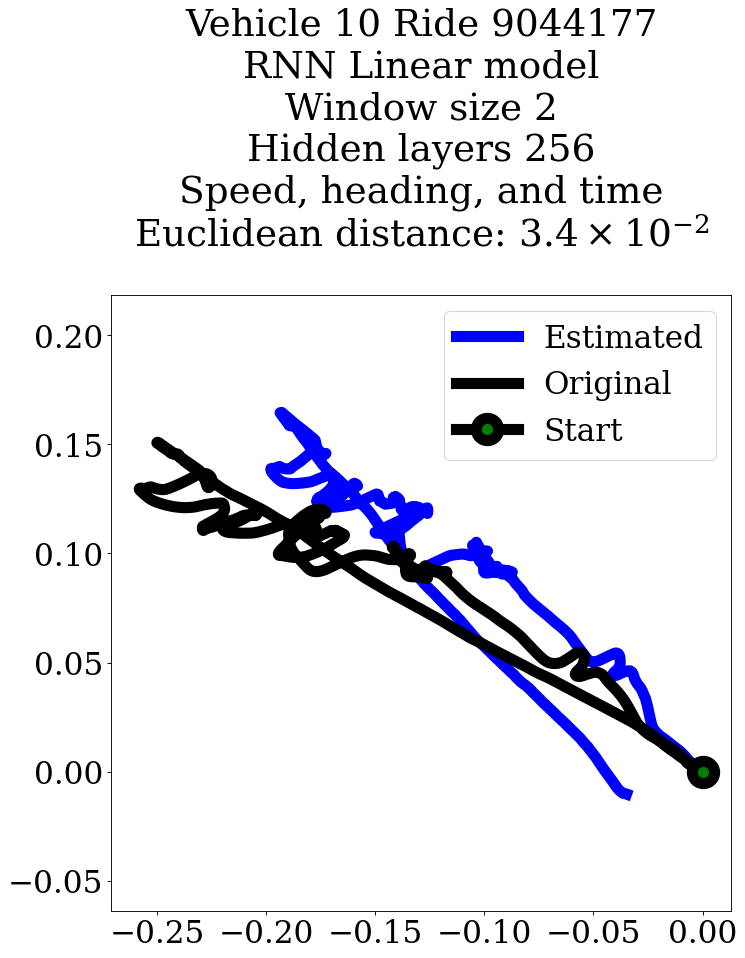 Vehicle 10 Ride 9044177
RNN Linear model
Window size 2
Hidden layers 256
Speed, heading, and time
Euclidean distance: 3.4 × 10⁻²
Estimated
Original
Start
0.20
0.15
0.10
0.05
0.00
−0.05
−0.25 −0.20 −0.15 −0.10 −0.05 0.00